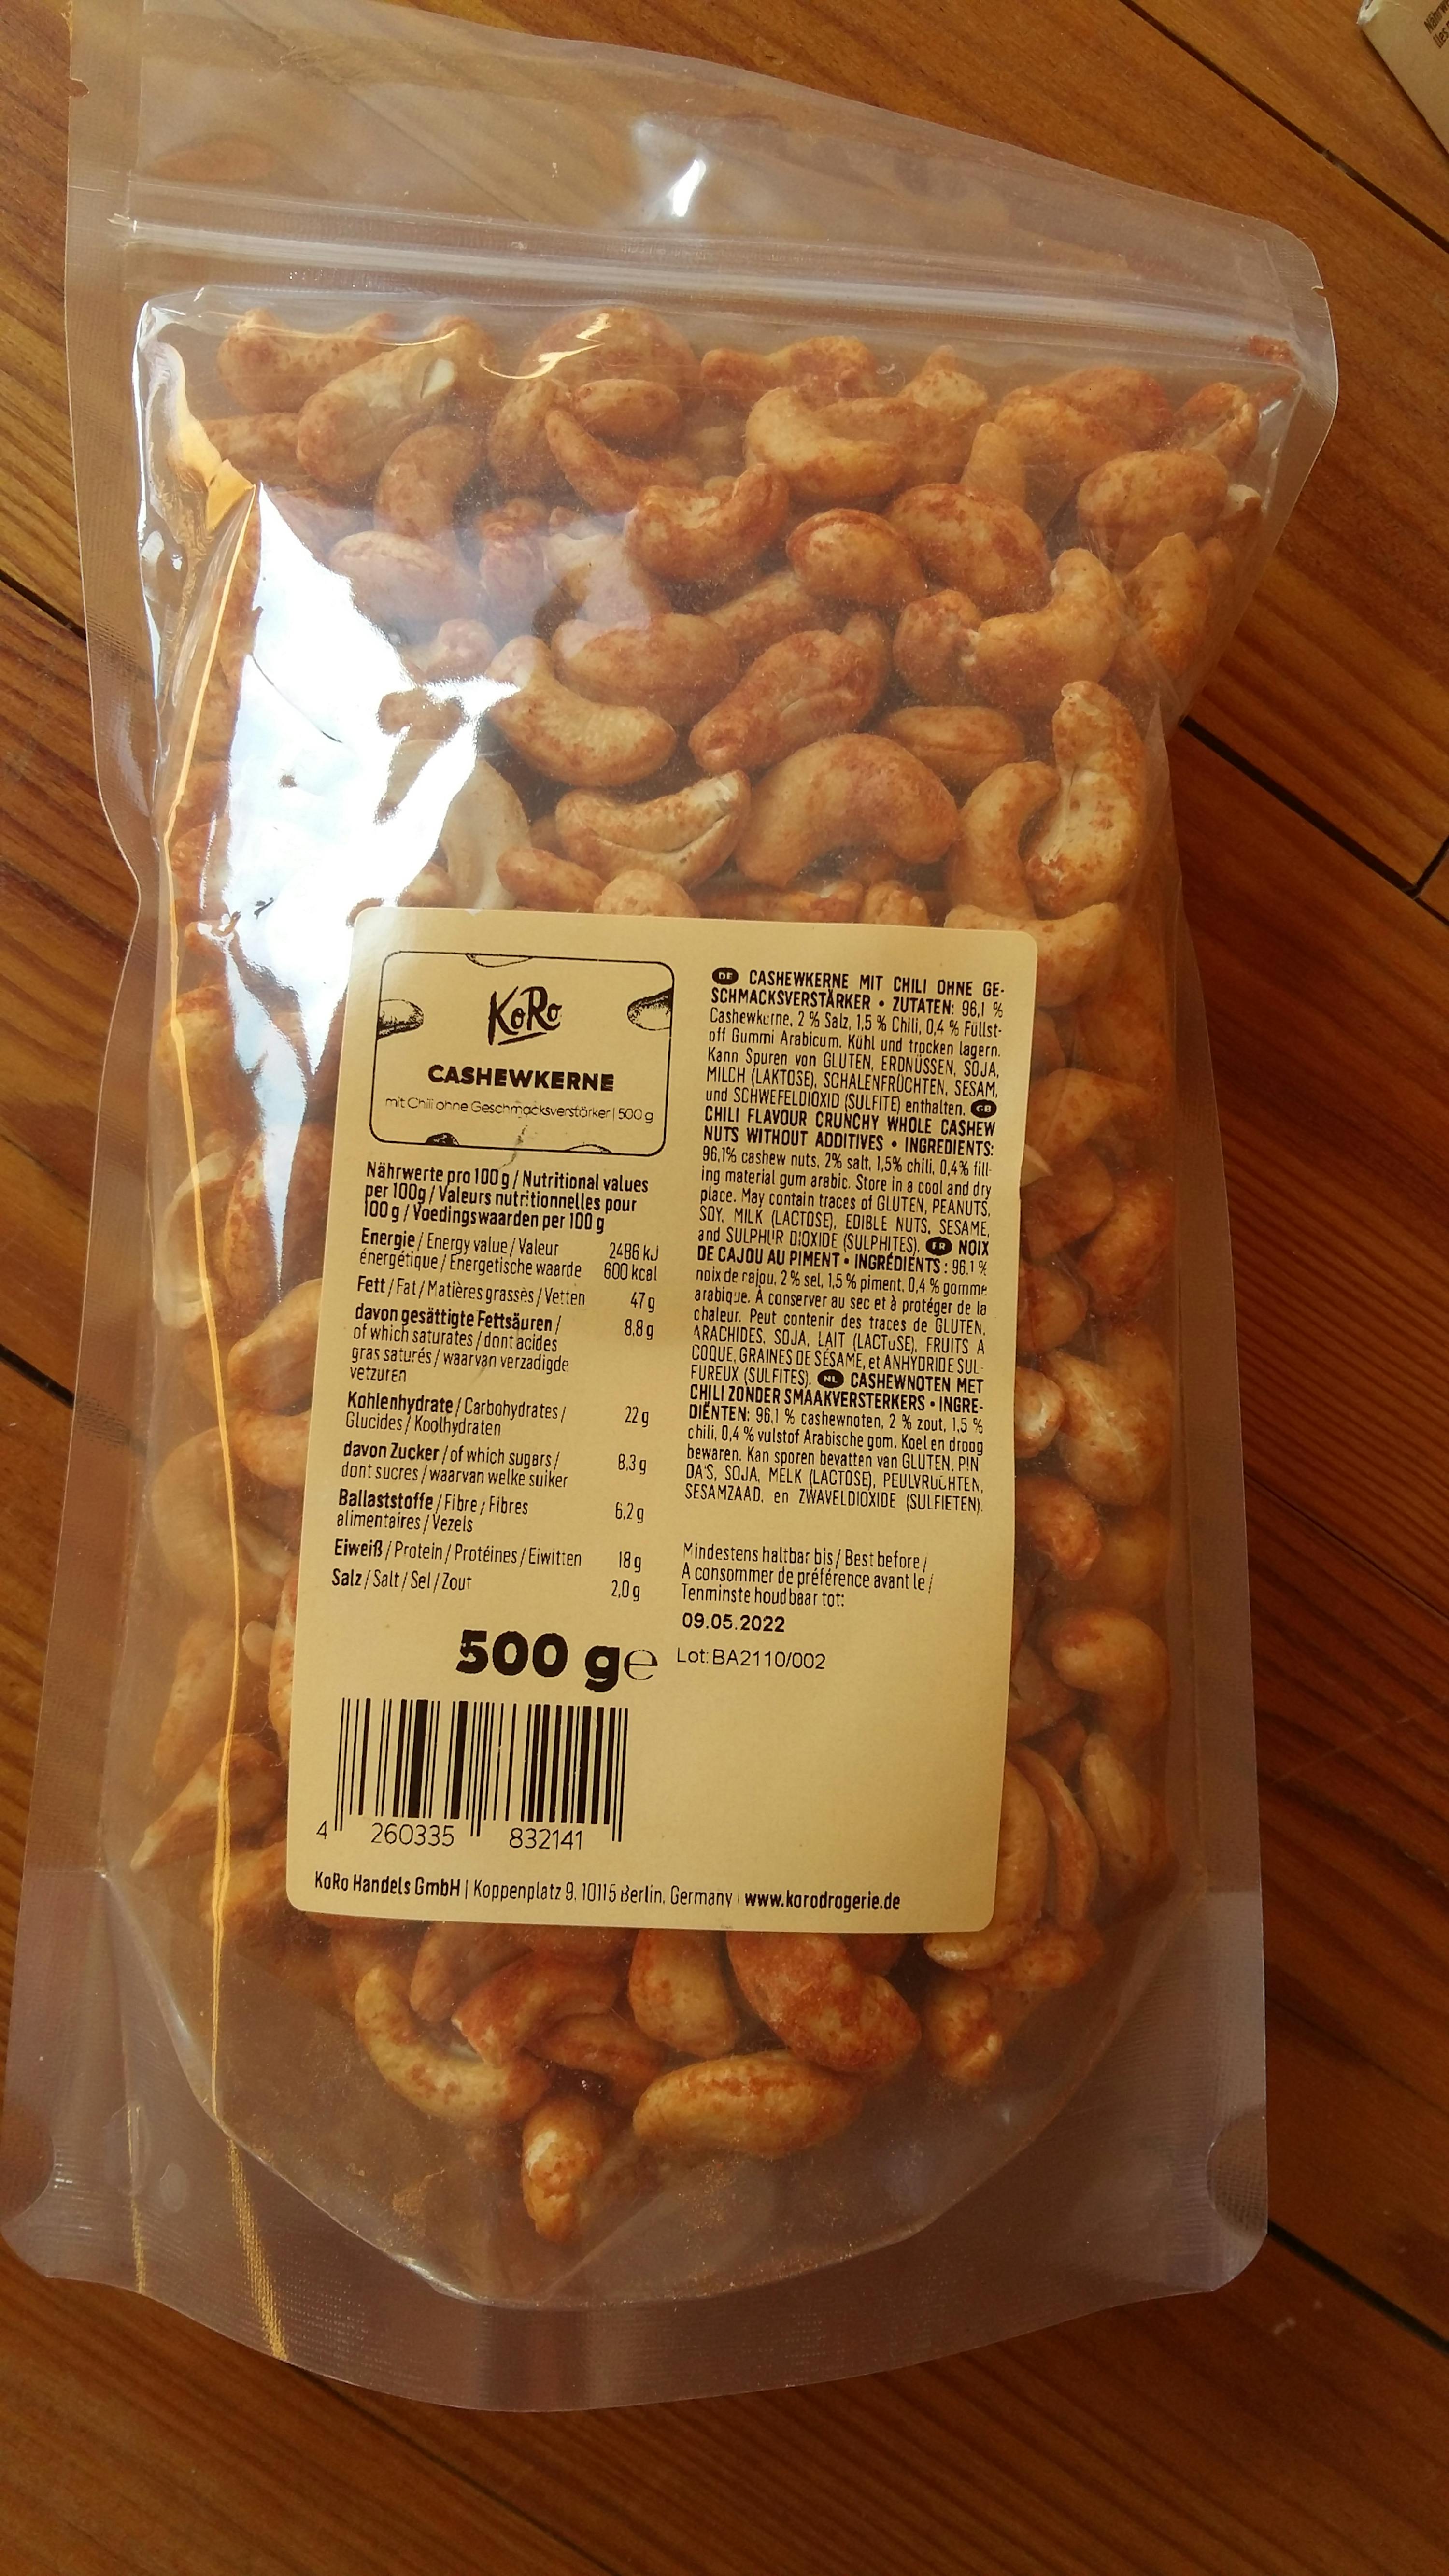 KoRo
CASHEWKERNE
mit Chili ohne Geschmacksverstärker | 500 g
Nährwerte pro 100 g / Nutritional values
per 100g / Valeurs nutritionnelles pour
100 g / Voedingswaarden per 100 g
Energie / Energy value / Valeur 2486 kJ
énergétique / Energetische waarde 600 kcal
Fett / Fat / Matières grasses / Vetten 47 g
davon gesättigte Fettsäuren / 8,8 g
of which saturates / dont acides
gras saturés / waarvan verzadigde
vetzuren
Kohlenhydrate / Carbohydrates / 22 g
Glucides / Koolhydraten
davon Zucker / of which sugars / 8,3 g
dont sucres / waarvan welke suiker
Ballaststoffe / Fibre / Fibres 6,2 g
alimentaires / Vezels
Eiweiß / Protein / Protéines / Eiwitten 18 g
Salz / Salt / Sel / Zout 2,0 g
500 g e
4 260335 832141
DE CASHEWKERNE MIT CHILI OHNE GE-
SCHMACKSVERSTÄRKER • ZUTATEN: 96,1 %
Cashewkerne, 2 % Salz, 1,5 % Chili, 0,4 % Füllst-
off Gummi Arabicum. Kühl und trocken lagern.
Kann Spuren von GLUTEN, ERDNÜSSEN, SOJA,
MILCH (LAKTOSE), SCHALENFRÜCHTEN, SESAM,
und SCHWEFELDIOXID (SULFITE) enthalten. GB
CHILI FLAVOUR CRUNCHY WHOLE CASHEW
NUTS WITHOUT ADDITIVES • INGREDIENTS:
96,1% cashew nuts, 2% salt, 1,5% chili, 0,4% fill-
ing material gum arabic. Store in a cool and dry
place. May contain traces of GLUTEN, PEANUTS,
SOY, MILK (LACTOSE), EDIBLE NUTS, SESAME,
and SULPHUR DIOXIDE (SULPHITES). FR NOIX
DE CAJOU AU PIMENT • INGRÉDIENTS : 96,1 %
noix de cajou, 2 % sel, 1,5 % piment, 0,4 % gomme
arabique. À conserver au sec et à protéger de la
chaleur. Peut contenir des traces de GLUTEN,
ARACHIDES, SOJA, LAIT (LACTOSE), FRUITS A
COQUE, GRAINES DE SÉSAME, et ANHYDRIDE SUL-
FUREUX (SULFITES). NL CASHEWNOTEN MET
CHILI ZONDER SMAAKVERSTERKERS • INGRE-
DIËNTEN: 96,1 % cashewnoten, 2 % zout, 1,5 %
chili, 0,4 % vulstof Arabische gom. Koel en droog
bewaren. Kan sporen bevatten van GLUTEN, PIN
DA'S, SOJA, MELK (LACTOSE), PEULVRUCHTEN,
SESAMZAAD, en ZWAVELDIOXIDE (SULFIETEN).
Mindestens haltbar bis / Best before /
A consommer de préférence avant le /
Tenminste houdbaar tot:
09.05.2022
Lot: BA2110/002
KoRo Handels GmbH | Koppenplatz 9, 10115 Berlin, Germany | www.korodrogerie.de